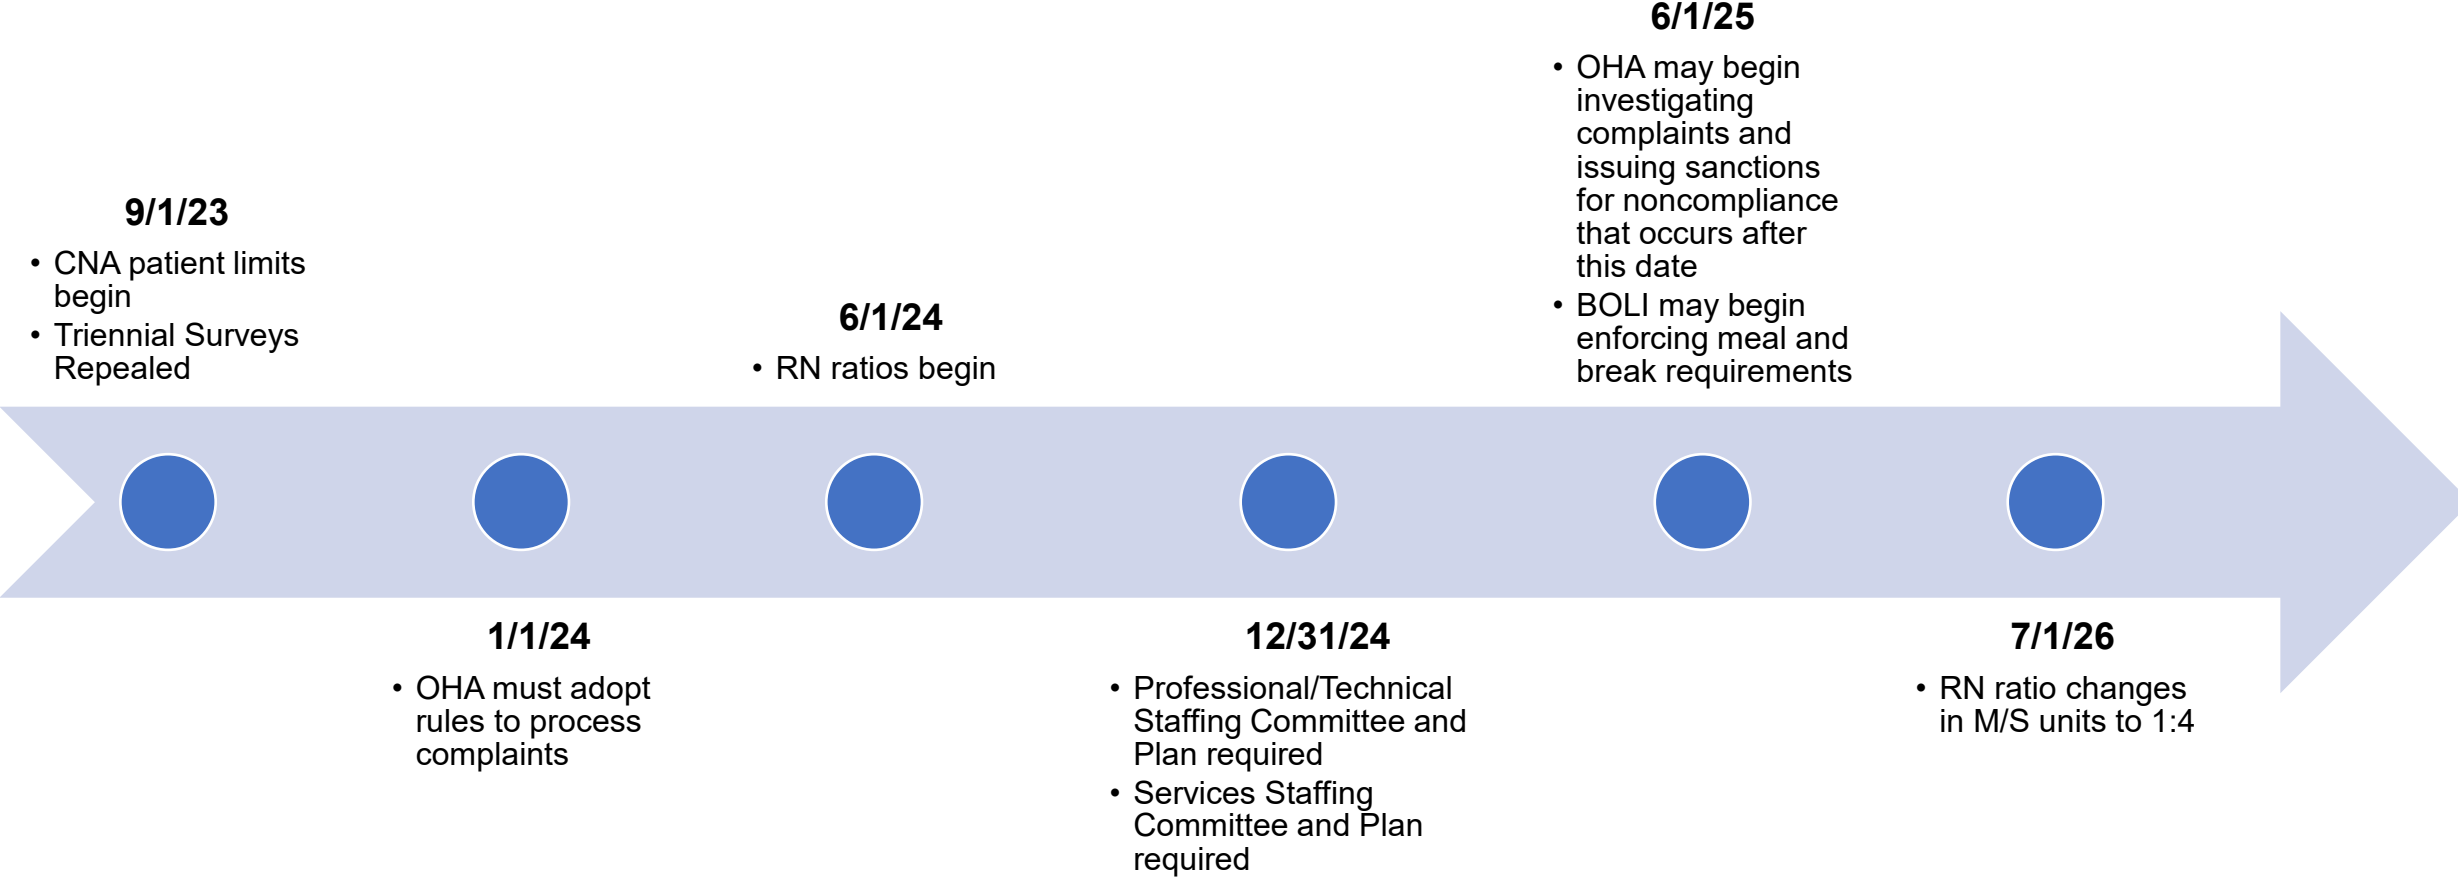 9/1/23
• CNA patient limits
begin
• Triennial Surveys
Repealed
1/1/24
• OHA must adopt
rules to process
complaints
6/1/24
• RN ratios begin
12/31/24
• Professional/Technical
Staffing Committee and
Plan required
• Services Staffing
Committee and Plan
required
6/1/25
• OHA may begin
investigating
complaints and
issuing sanctions
for noncompliance
that occurs after
this date
• BOLI may begin
enforcing meal and
break requirements
7/1/26
• RN ratio changes
in M/S units to 1:4